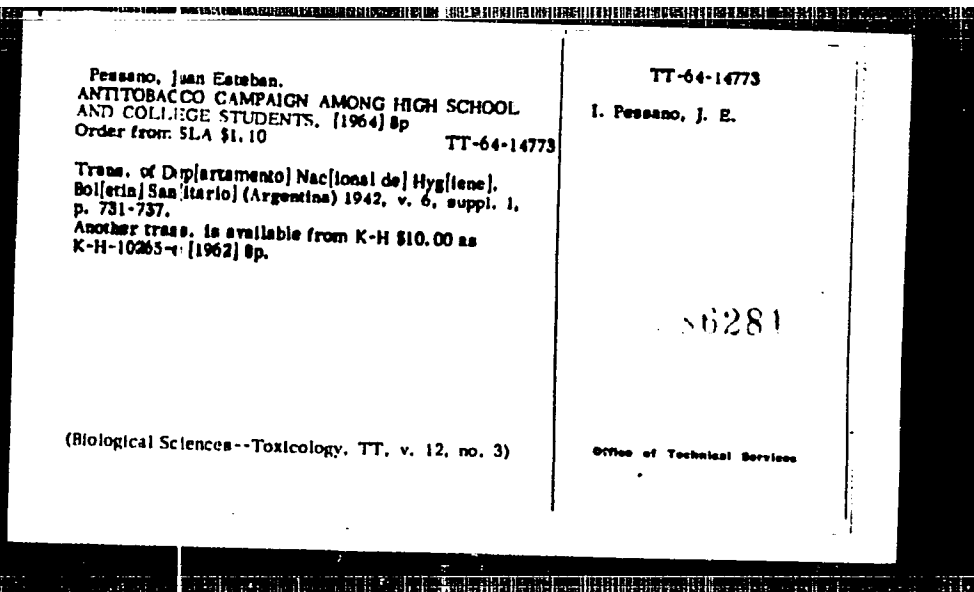 Pessano, Juan Esteban.
ANTITOBACCO CAMPAIGN AMONG HIGH SCHOOL
AND COLLEGE STUDENTS. [1964] 8p
Order from SLA $1.10 TT-64-14773
Trans. of Dep[artamento] Nac[ional de] Hyg[iene].
Bol[etin] San[itario] (Argentina) 1942, v. 6, suppl. 1,
p. 731-737.
Another trans. is available from K-H $10.00 as
[1962] 8p.
(Biological Sciences--Toxicology, TT, v. 12, no. 3)
TT-64-14773
I. Pessano, J. E.
6281
Office of Technical Services